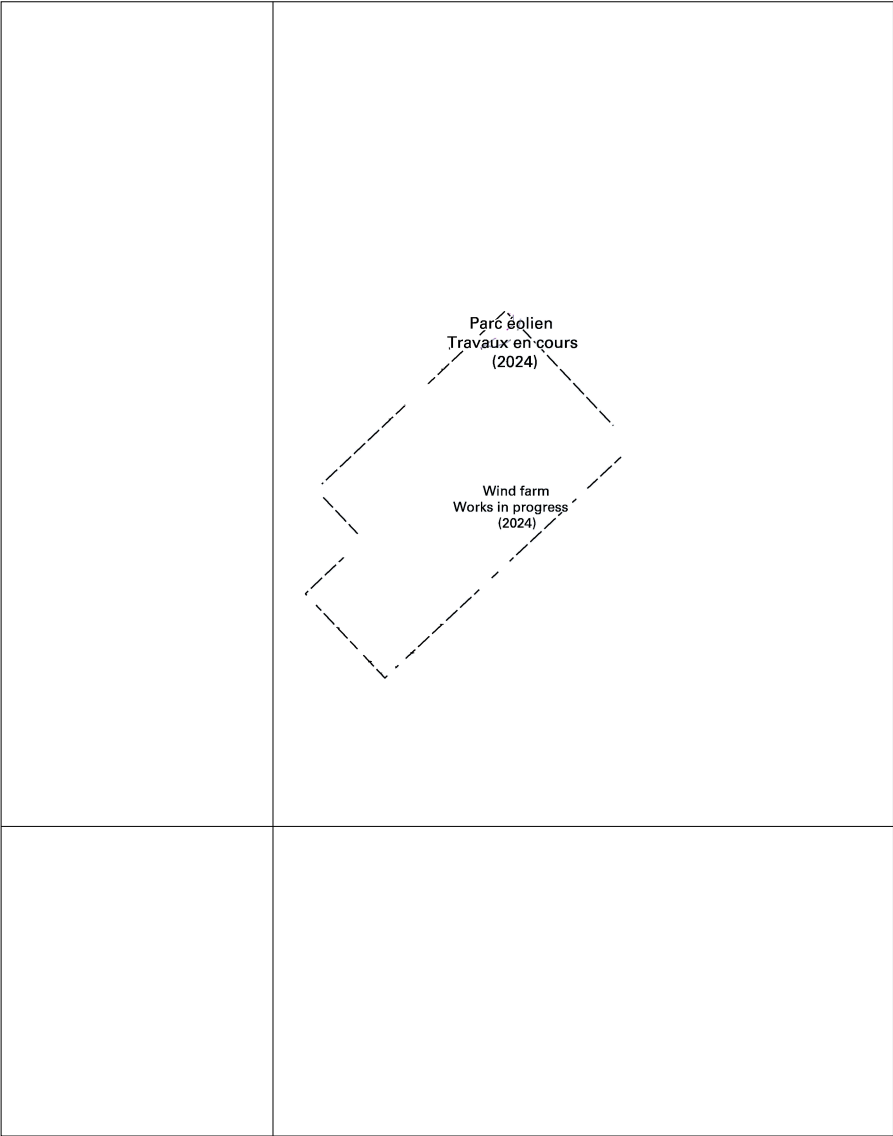 Parc éolien
Travaux en cours
(2024)
Wind farm
Works in progress
(2024)